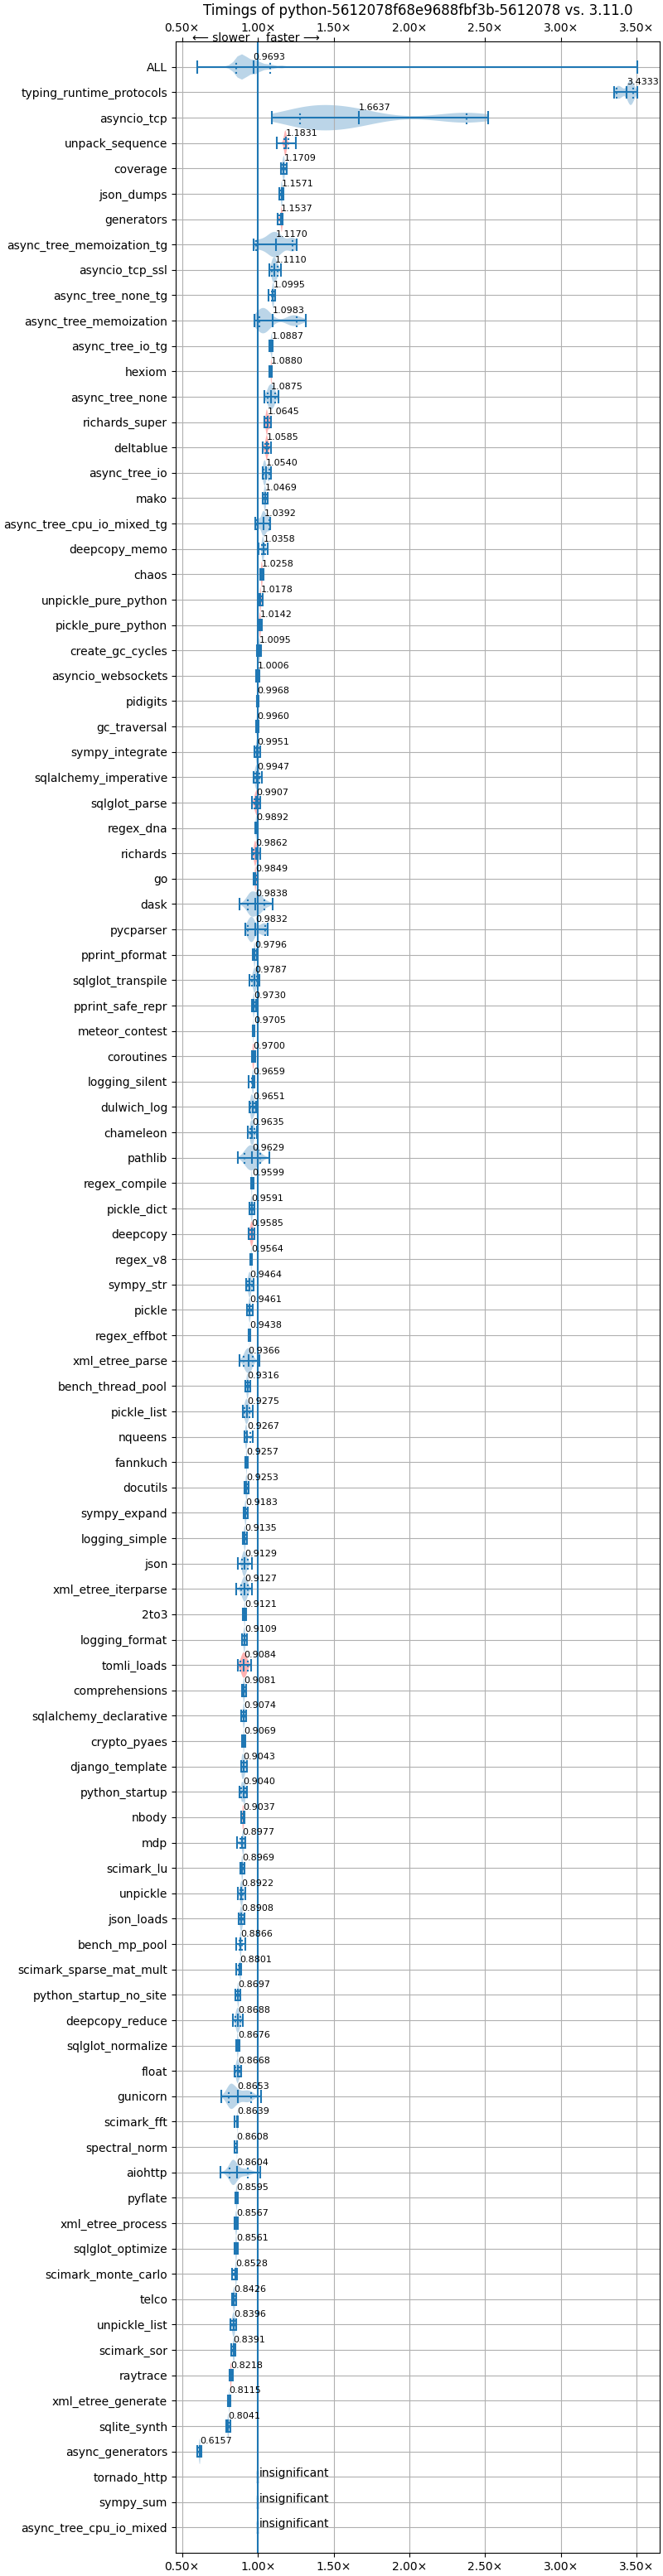 Timings of python-5612078f68e9688fbf3b-5612078 vs. 3.11.0
0.50× 1.00× 1.50× 2.00× 2.50× 3.00× 3.50×
⟵ slower faster ⟶
ALL 0.9693
typing_runtime_protocols 3.4333
asyncio_tcp 1.6637
unpack_sequence 1.1831
coverage 1.1709
json_dumps 1.1571
generators 1.1537
async_tree_memoization_tg 1.1170
asyncio_tcp_ssl 1.1110
async_tree_none_tg 1.0995
async_tree_memoization 1.0983
async_tree_io_tg 1.0887
hexiom 1.0880
async_tree_none 1.0875
richards_super 1.0645
deltablue 1.0585
async_tree_io 1.0540
mako 1.0469
async_tree_cpu_io_mixed_tg 1.0392
deepcopy_memo 1.0358
chaos 1.0258
unpickle_pure_python 1.0178
pickle_pure_python 1.0142
create_gc_cycles 1.0095
asyncio_websockets 1.0006
pidigits 0.9968
gc_traversal 0.9960
sympy_integrate 0.9951
sqlalchemy_imperative 0.9947
sqlglot_parse 0.9907
regex_dna 0.9892
richards 0.9862
go 0.9849
dask 0.9838
pycparser 0.9832
pprint_pformat 0.9796
sqlglot_transpile 0.9787
pprint_safe_repr 0.9730
meteor_contest 0.9705
coroutines 0.9700
logging_silent 0.9659
dulwich_log 0.9651
chameleon 0.9635
pathlib 0.9629
regex_compile 0.9599
pickle_dict 0.9591
deepcopy 0.9585
regex_v8 0.9564
sympy_str 0.9464
pickle 0.9461
regex_effbot 0.9438
xml_etree_parse 0.9366
bench_thread_pool 0.9316
pickle_list 0.9275
nqueens 0.9267
fannkuch 0.9257
docutils 0.9253
sympy_expand 0.9183
logging_simple 0.9135
json 0.9129
xml_etree_iterparse 0.9127
2to3 0.9121
logging_format 0.9109
tomli_loads 0.9084
comprehensions 0.9081
sqlalchemy_declarative 0.9074
crypto_pyaes 0.9069
django_template 0.9043
python_startup 0.9040
nbody 0.9037
mdp 0.8977
scimark_lu 0.8969
unpickle 0.8922
json_loads 0.8908
bench_mp_pool 0.8866
scimark_sparse_mat_mult 0.8801
python_startup_no_site 0.8697
deepcopy_reduce 0.8688
sqlglot_normalize 0.8676
float 0.8668
gunicorn 0.8653
scimark_fft 0.8639
spectral_norm 0.8608
aiohttp 0.8604
pyflate 0.8595
xml_etree_process 0.8567
sqlglot_optimize 0.8561
scimark_monte_carlo 0.8528
telco 0.8426
unpickle_list 0.8396
scimark_sor 0.8391
raytrace 0.8218
xml_etree_generate 0.8115
sqlite_synth 0.8041
async_generators 0.6157
tornado_http insignificant
sympy_sum insignificant
async_tree_cpu_io_mixed insignificant
0.50× 1.00× 1.50× 2.00× 2.50× 3.00× 3.50×